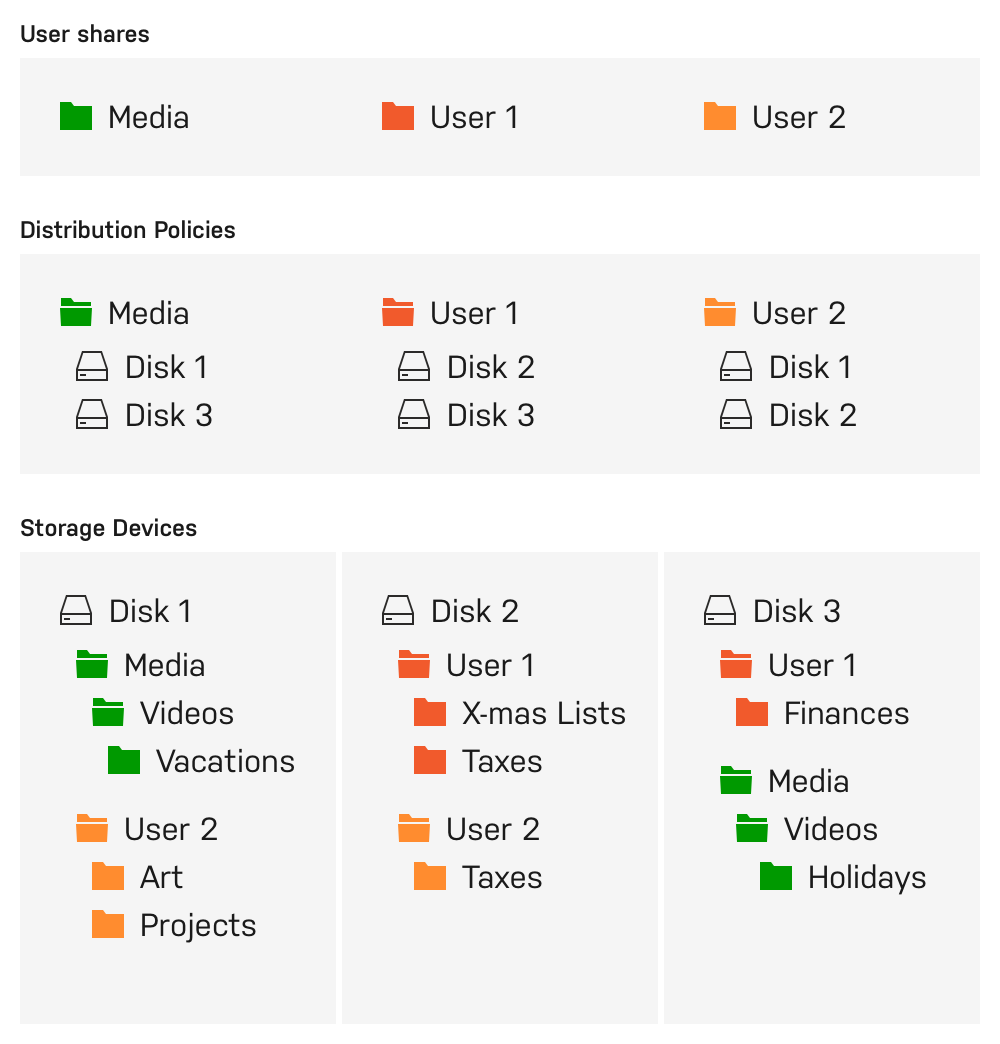 User shares
Media
User 1
User 2
Distribution Policies
Media
Disk 1
Disk 3
User 1
Disk 2
Disk 3
User 2
Disk 1
Disk 2
Storage Devices
Disk 1
Media
Videos
Vacations
User 2
Art
Projects
Disk 2
User 1
X-mas Lists
Taxes
User 2
Taxes
Disk 3
User 1
Finances
Media
Videos
Holidays